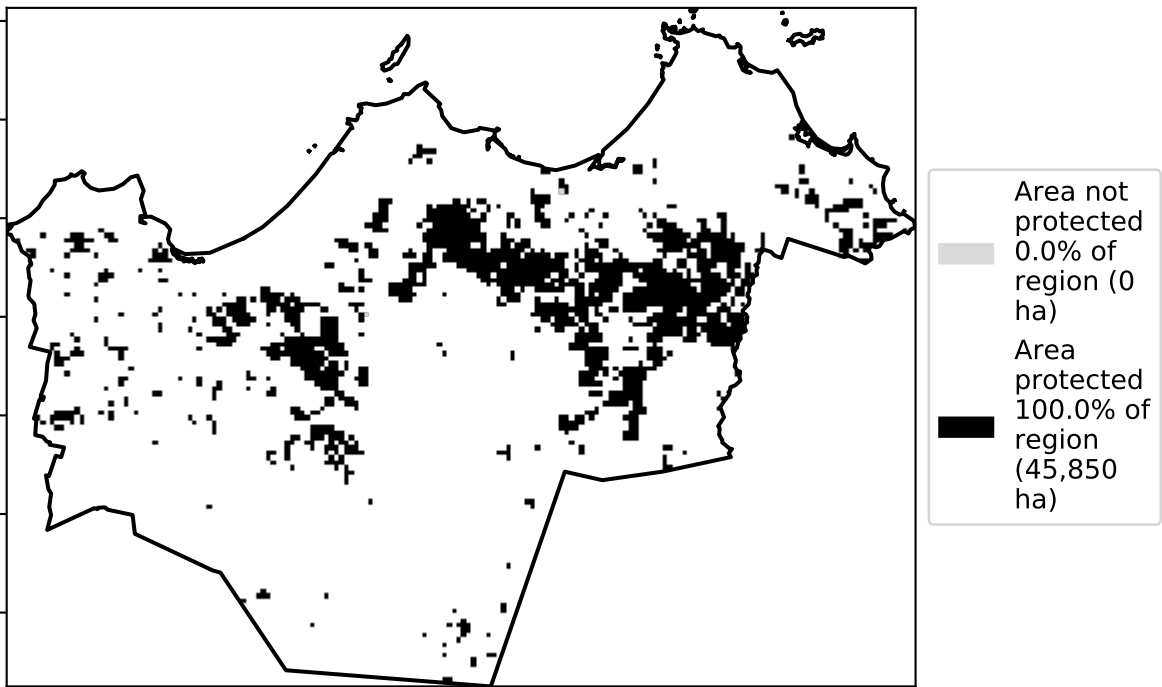 Area not
protected
0.0% of
region (0
ha)
Area
protected
100.0% of
region
(45,850
ha)